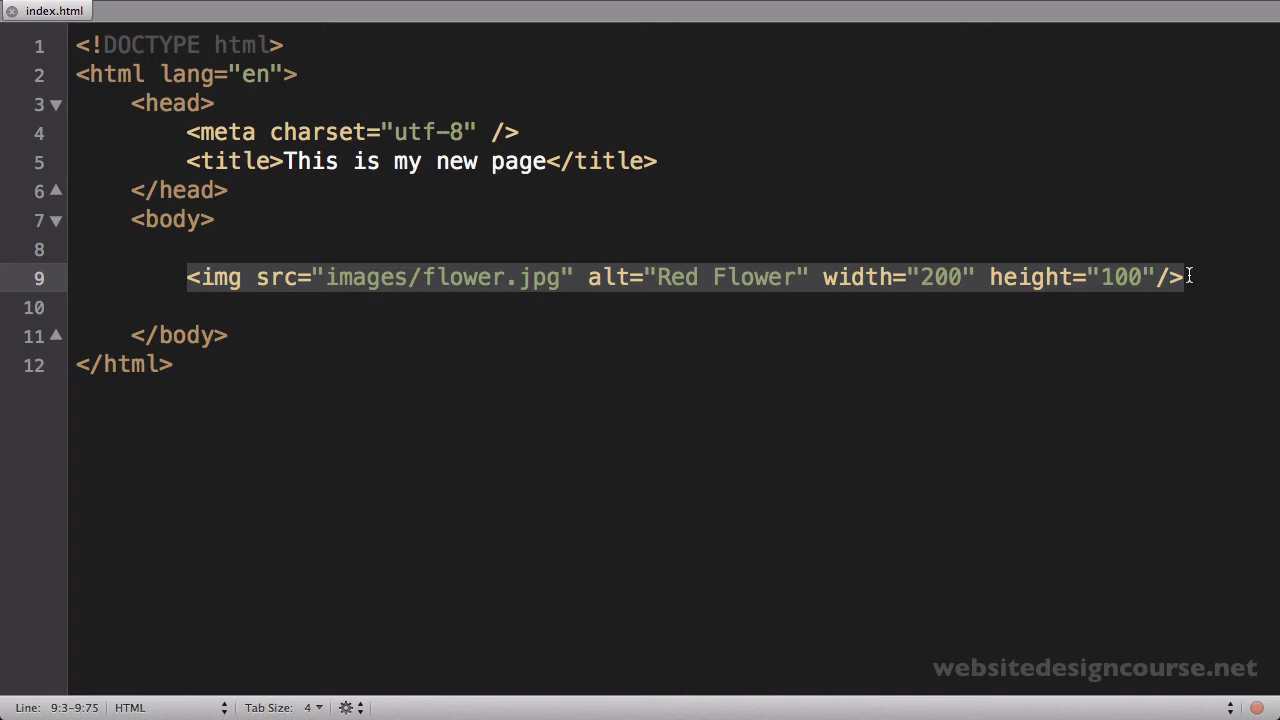 index.html
1 <!DOCTYPE html>
2 <html lang="en">
3 <head>
4 <meta charset="utf-8" />
5 <title>This is my new page</title>
6 </head>
7 <body>
8
9 <img src="images/flower.jpg" alt="Red Flower" width="200" height="100"/>
10
11 </body>
12 </html>
websitedesigncourse.net
Line: 9:3-9:75 HTML Tab Size: 4